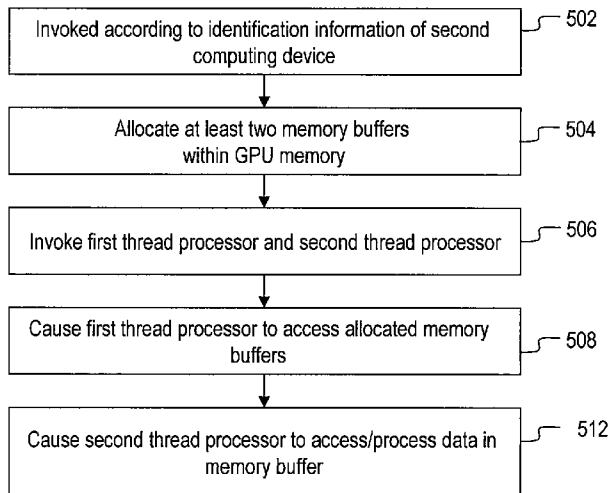 Invoked according to identification information of second
computing device
502
Allocate at least two memory buffers
within GPU memory
504
Invoke first thread processor and second thread processor
506
Cause first thread processor to access allocated memory
buffers
508
Cause second thread processor to access/process data in
memory buffer
512